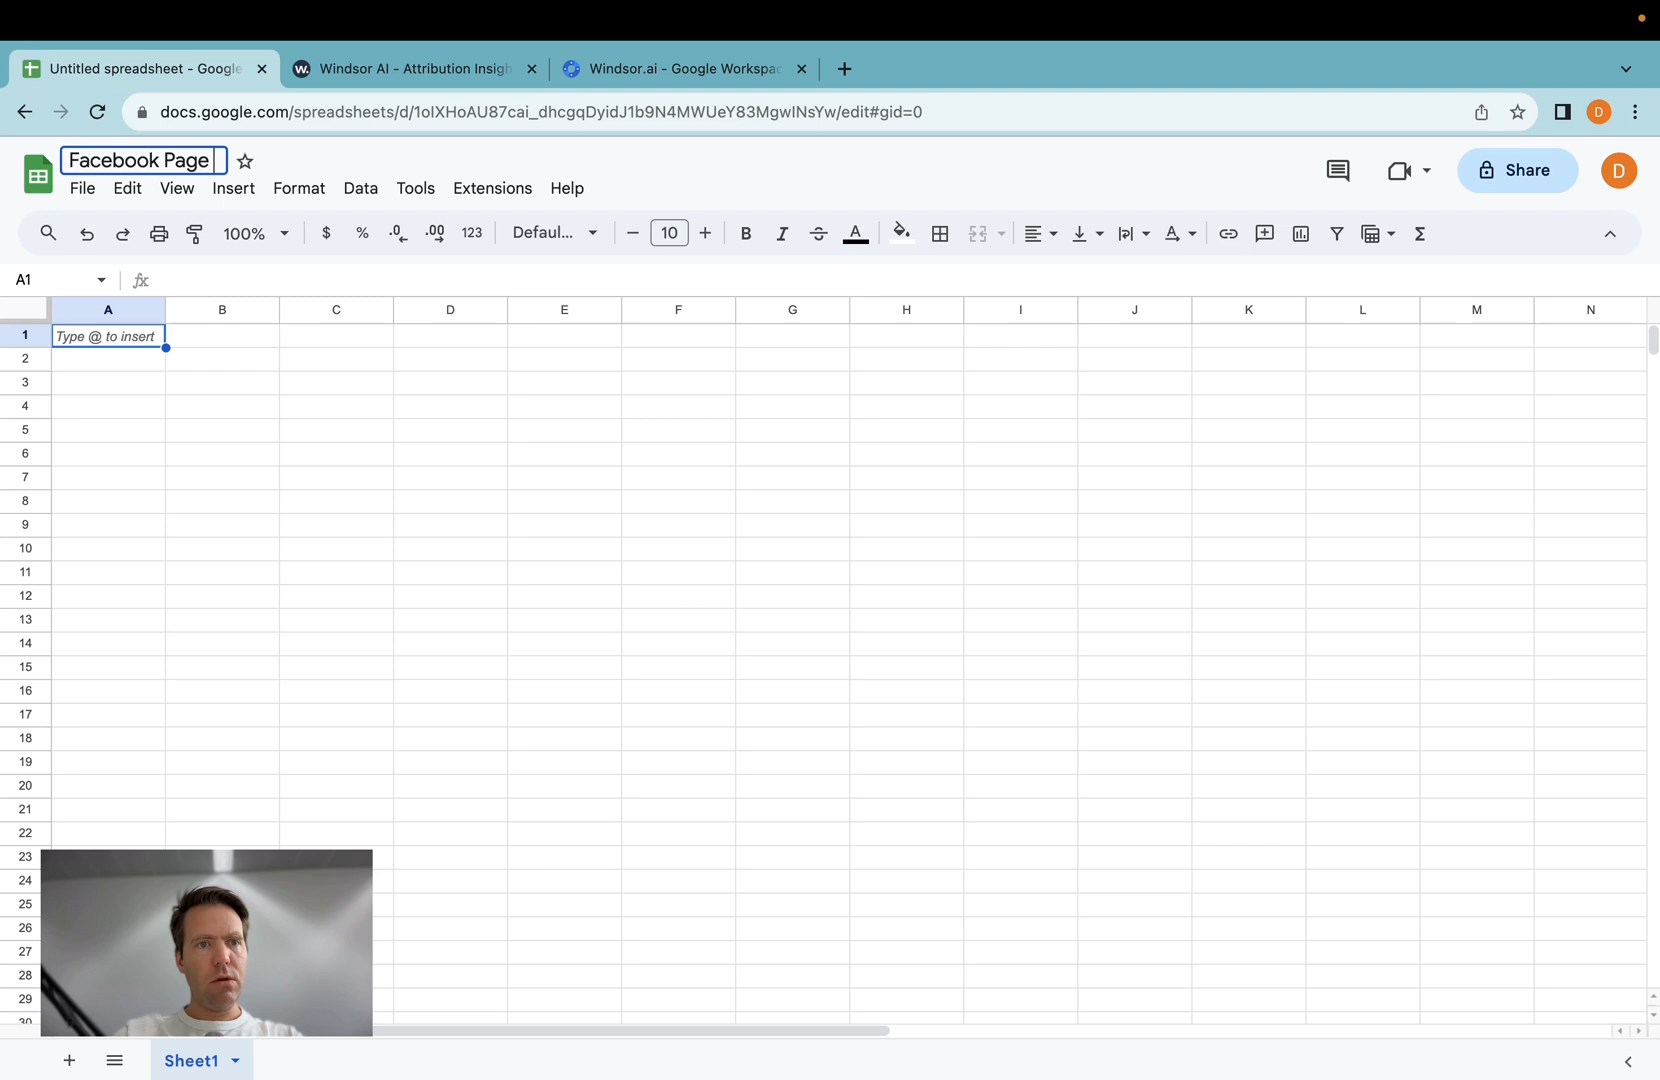 Untitled spreadsheet - Google
Windsor AI - Attribution Insigh
Windsor.ai - Google Workspac
docs.google.com/spreadsheets/d/1oIXHoAU87cai_dhcgqDyidJ1b9N4MWUeY83MgwINsYw/edit#gid=0
D
Facebook Page
File Edit View Insert Format Data Tools Extensions Help
Share
D
100% $ % .0 .00 123 Defaul... 10 B I S A Σ
A1
fx
A B C D E F G H I J K L M N
1 Type @ to insert
2
3
4
5
6
7
8
9
10
11
12
13
14
15
16
17
18
19
20
21
22
23
24
25
26
27
28
29
30
Sheet1